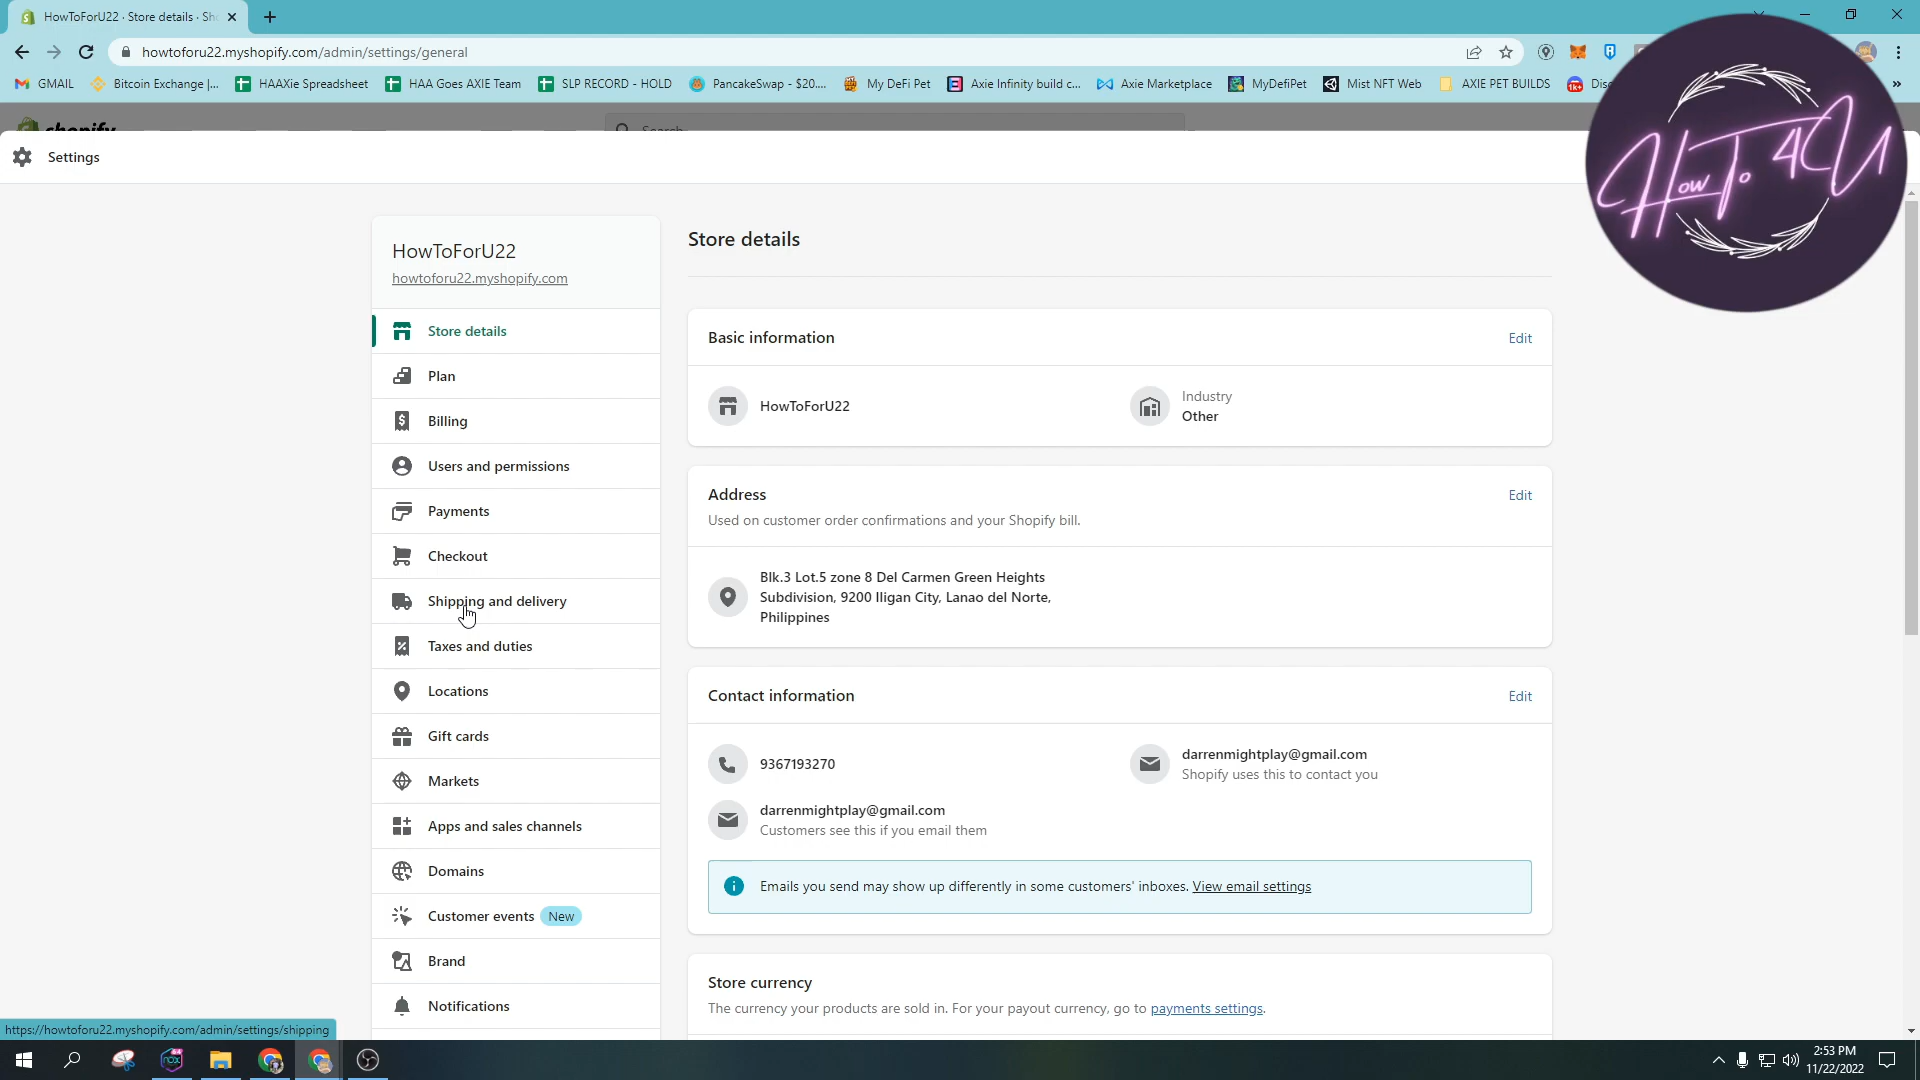 HowToForU22 · Store details · Sh
howtoforu22.myshopify.com/admin/settings/general
GMAIL
Bitcoin Exchange |...
HAAXie Spreadsheet
HAA Goes AXIE Team
SLP RECORD - HOLD
PancakeSwap - $20....
My DeFi Pet
Axie Infinity build c...
Axie Marketplace
MyDefiPet
Mist NFT Web
AXIE PET BUILDS
1k+
»
shopify
Search
How To 4U
Settings
HowToForU22
howtoforu22.myshopify.com
Store details
Plan
Billing
Users and permissions
Payments
Checkout
Shipping and delivery
Taxes and duties
Locations
Gift cards
Markets
Apps and sales channels
Domains
Customer events New
Brand
Notifications
Store details
Basic information
Edit
HowToForU22
Industry
Other
Address
Edit
Used on customer order confirmations and your Shopify bill.
Blk.3 Lot.5 zone 8 Del Carmen Green Heights
Subdivision, 9200 Iligan City, Lanao del Norte,
Philippines
Contact information
Edit
9367193270
darrenmightplay@gmail.com
Shopify uses this to contact you
darrenmightplay@gmail.com
Customers see this if you email them
Emails you send may show up differently in some customers' inboxes. View email settings
Store currency
The currency your products are sold in. For your payout currency, go to payments settings.
https://howtoforu22.myshopify.com/admin/settings/shipping
2:53 PM
11/22/2022